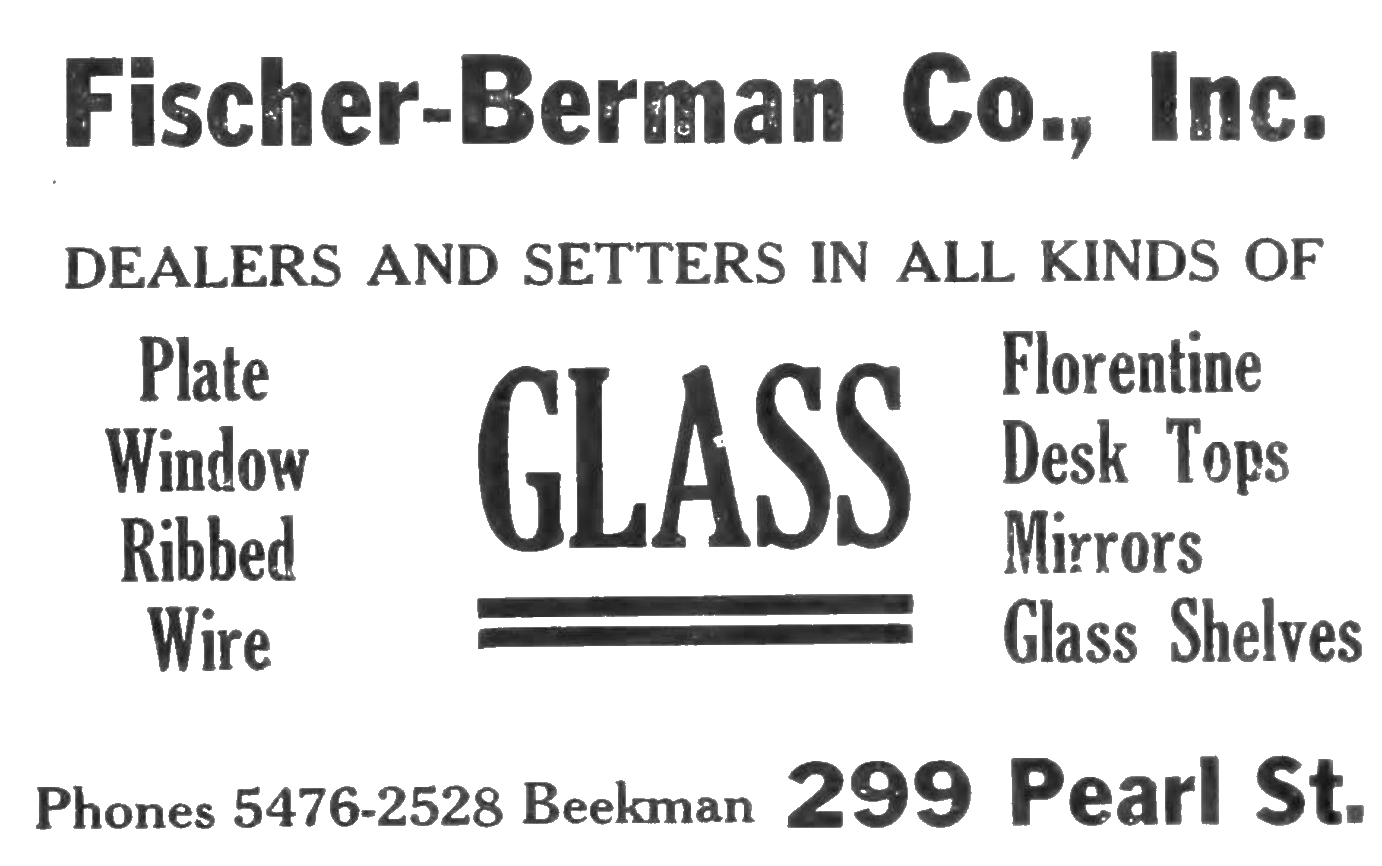 Fischer-Berman Co., Inc.
DEALERS AND SETTERS IN ALL KINDS OF
Plate
Window
Ribbed
Wire
GLASS
Florentine
Desk Tops
Mirrors
Glass Shelves
Phones 5476-2528 Beekman 299 Pearl St.